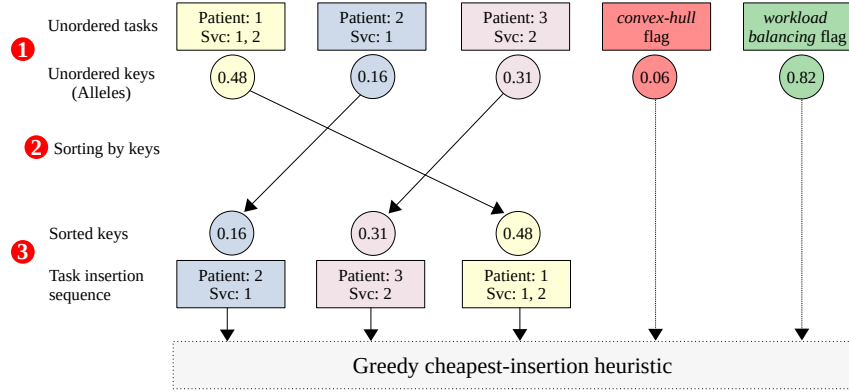 Unordered tasks
Patient: 1
Svc: 1, 2
Patient: 2
Svc: 1
Patient: 3
Svc: 2
convex-hull
flag
workload
balancing flag
1
Unordered keys
(Alleles)
0.48
0.16
0.31
0.06
0.82
2 Sorting by keys
3
Sorted keys
0.16
0.31
0.48
Task insertion
sequence
Patient: 2
Svc: 1
Patient: 3
Svc: 2
Patient: 1
Svc: 1, 2
Greedy cheapest-insertion heuristic